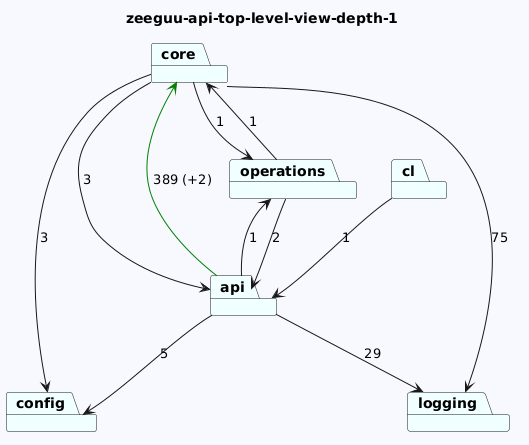 zeeguu-api-top-level-view-depth-1
core
1
1
operations
cl
3
389 (+2)
3
1
2
1
75
api
5
29
config
logging